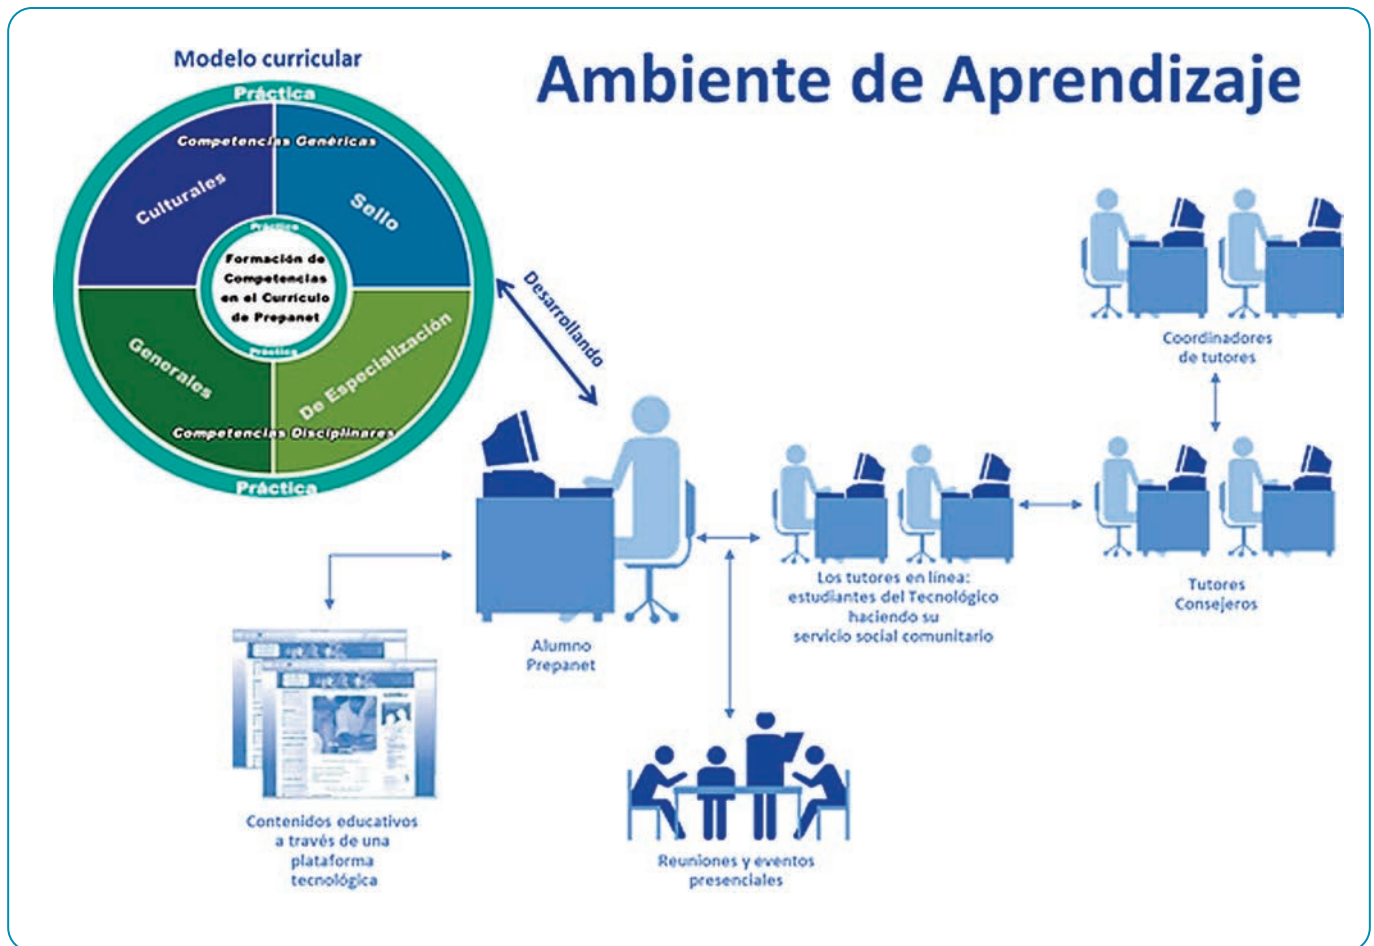 Modelo curricular
Ambiente de Aprendizaje
Práctica
Competencias Genéricas
Culturales
Sello
Práctica
Formación de
Competencias
en el Currículo
de Prepanet
Práctica
Generales
De Especialización
Competencias Disciplinares
Práctica
Desarrollando
Coordinadores
de tutores
Los tutores en línea:
estudiantes del Tecnológico
haciendo su
servicio social comunitario
Tutores
Consejeros
Alumno
Prepanet
Contenidos educativos
a través de una
plataforma
tecnológica
Reuniones y eventos
presenciales